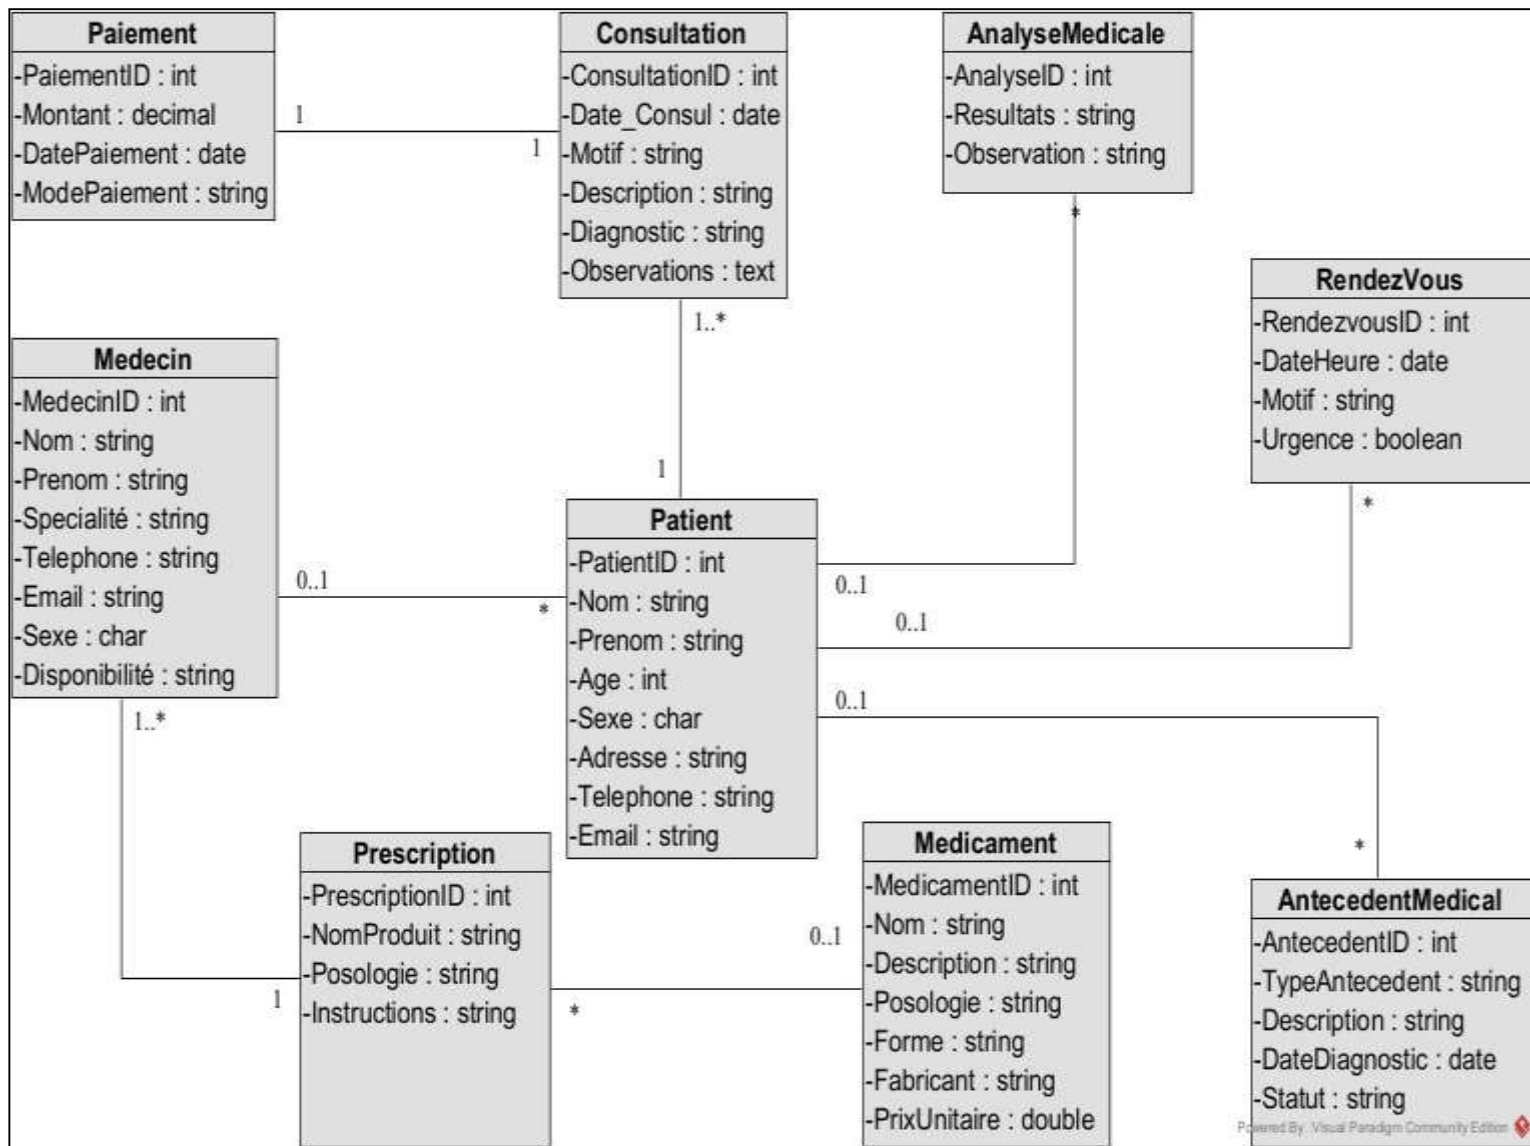 Paiement
-PaiementID : int
-Montant : decimal
-DatePaiement : date
-ModePaiement : string
1
1
Consultation
-ConsultationID : int
-Date_Consul : date
-Motif : string
-Description : string
-Diagnostic : string
-Observations : text
1..*
1
AnalyseMedicale
-AnalyseID : int
-Resultats : string
-Observation : string
*
0..1
RendezVous
-RendezvousID : int
-DateHeure : date
-Motif : string
-Urgence : boolean
*
0..1
Medecin
-MedecinID : int
-Nom : string
-Prenom : string
-Specialité : string
-Telephone : string
-Email : string
-Sexe : char
-Disponibilité : string
0..1
*
1..*
1
Patient
-PatientID : int
-Nom : string
-Prenom : string
-Age : int
-Sexe : char
-Adresse : string
-Telephone : string
-Email : string
0..1
*
Prescription
-PrescriptionID : int
-NomProduit : string
-Posologie : string
-Instructions : string
*
0..1
Medicament
-MedicamentID : int
-Nom : string
-Description : string
-Posologie : string
-Forme : string
-Fabricant : string
-PrixUnitaire : double
AntecedentMedical
-AntecedentID : int
-TypeAntecedent : string
-Description : string
-DateDiagnostic : date
-Statut : string
Powered By: Visual Paradigm Community Edition